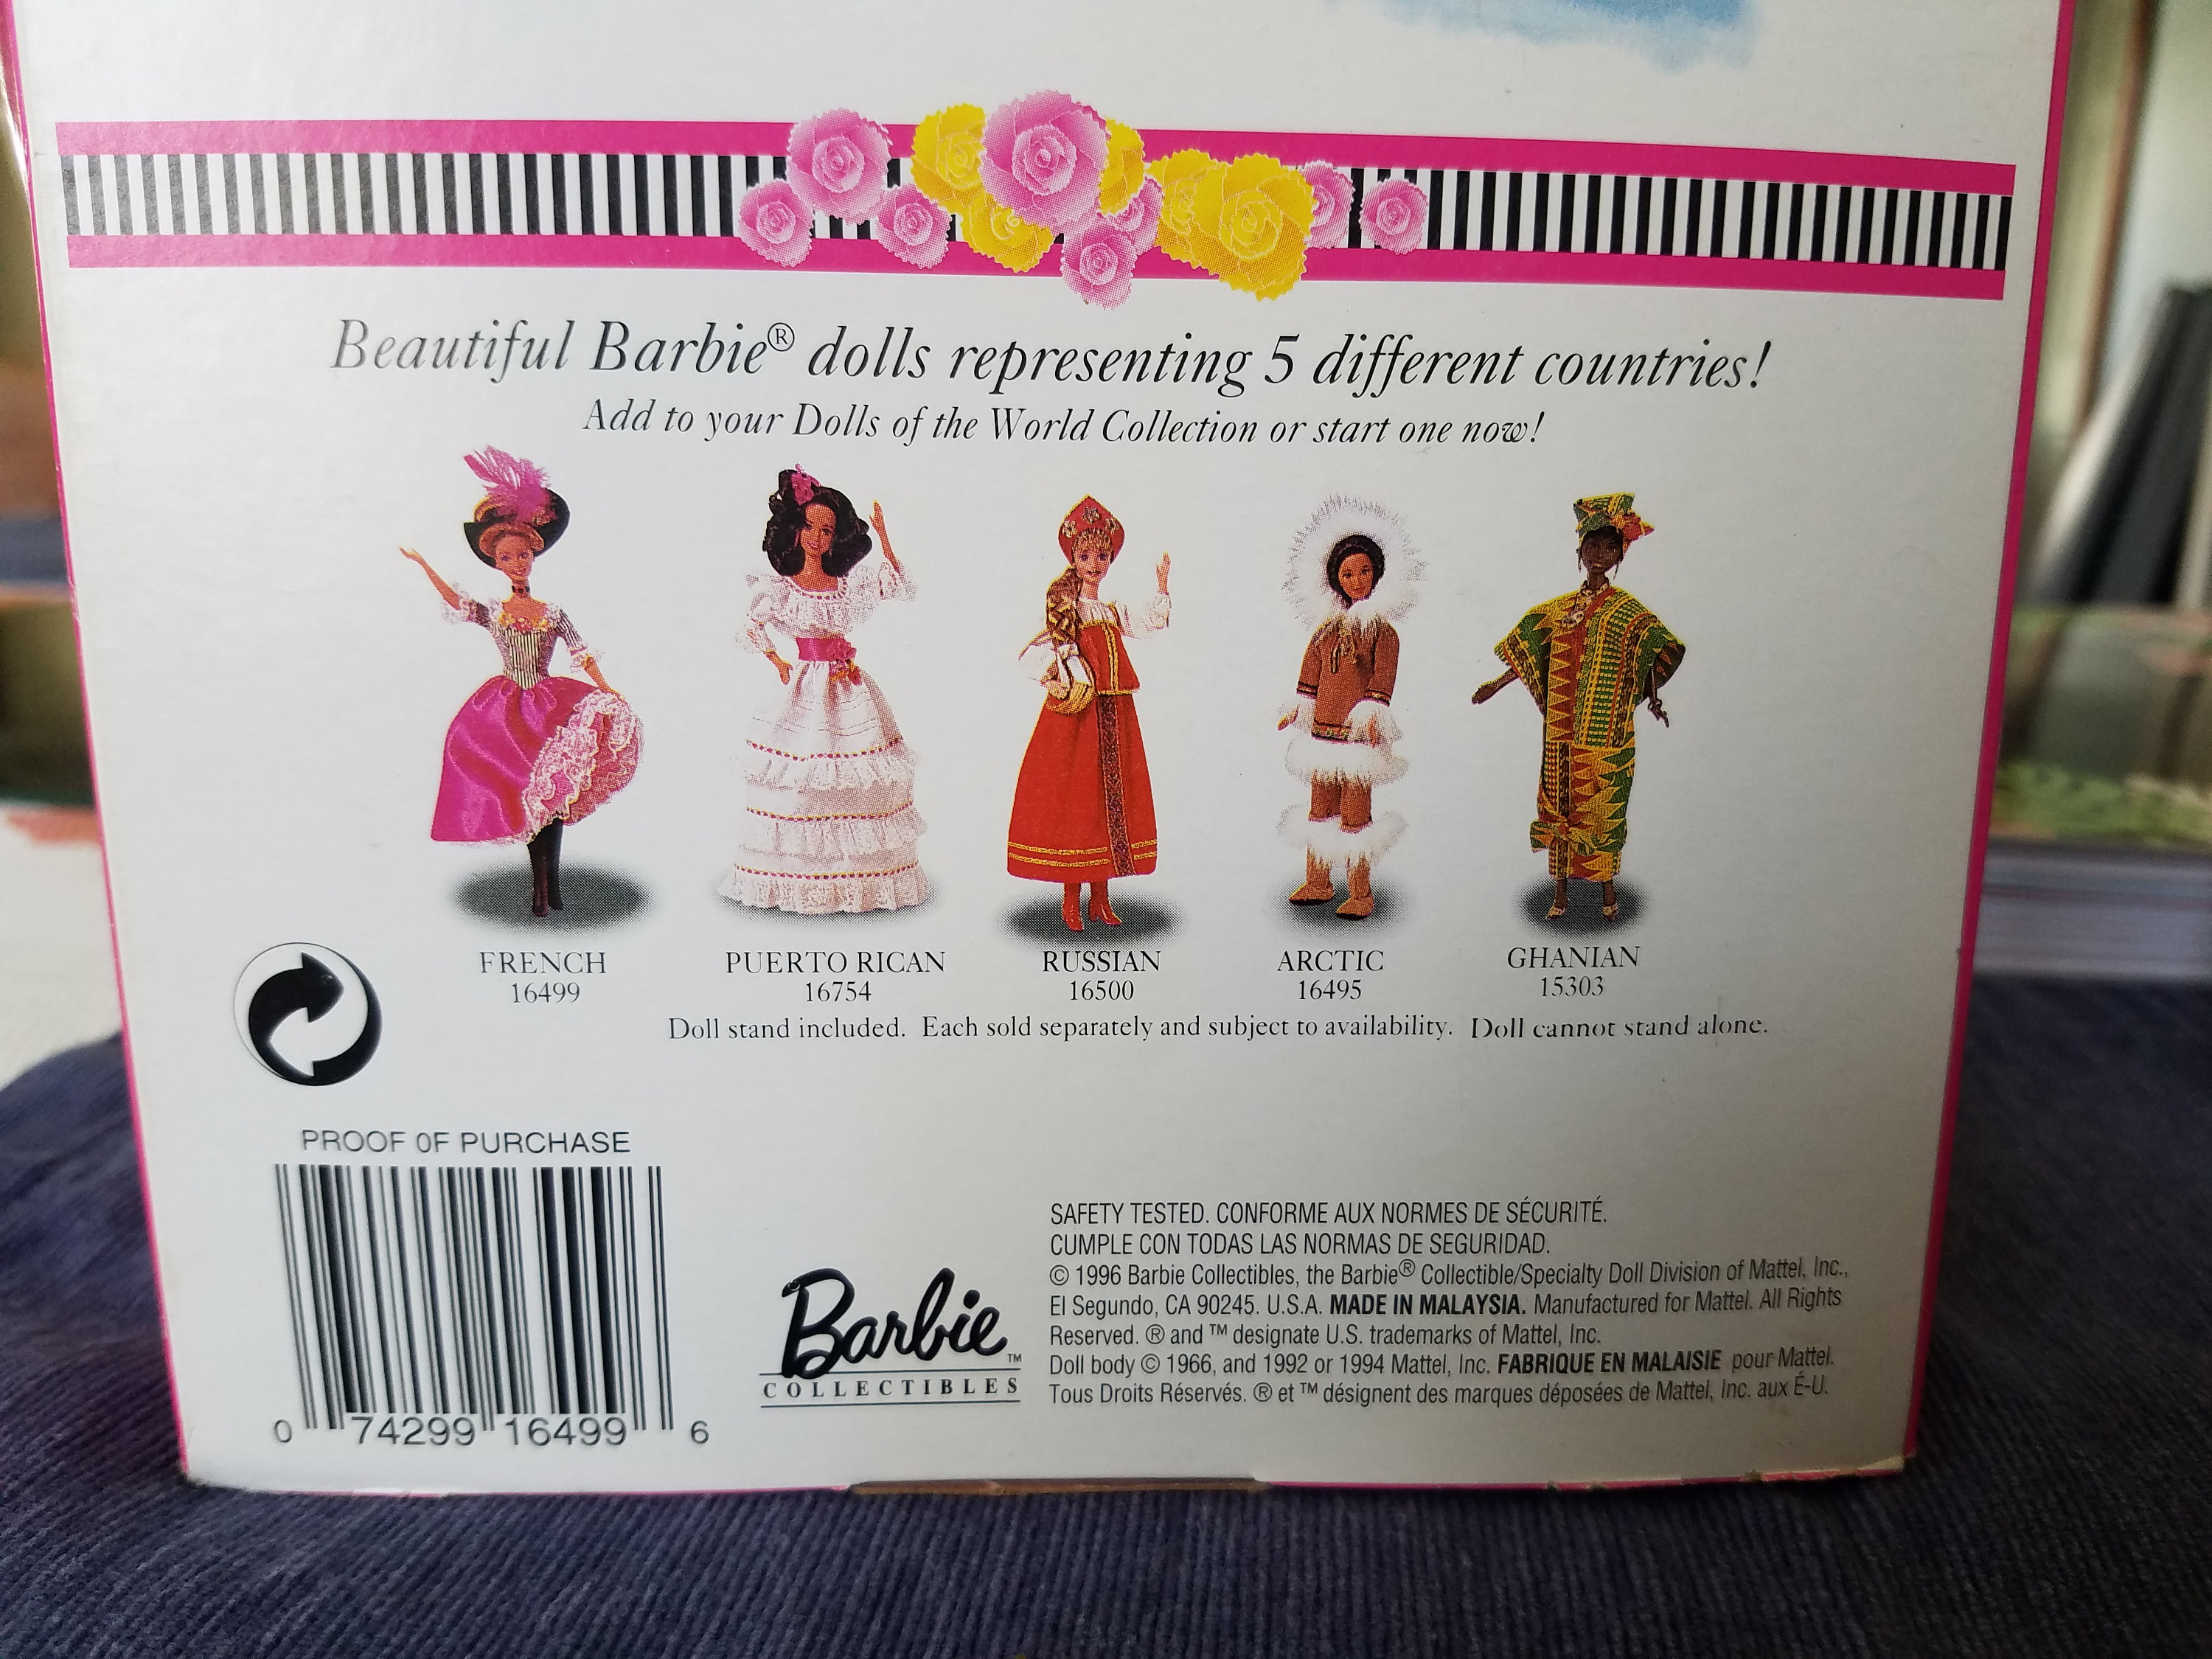 Beautiful Barbie® dolls representing 5 different countries!
Add to your Dolls of the World Collection or start one now!
FRENCH
16499
PUERTO RICAN
16754
RUSSIAN
16500
ARCTIC
16495
GHANIAN
15303
Doll stand included. Each sold separately and subject to availability. Doll cannot stand alone.
PROOF OF PURCHASE
0 74299 16499 6
Barbie™
COLLECTIBLES
SAFETY TESTED. CONFORME AUX NORMES DE SÉCURITÉ.
CUMPLE CON TODAS LAS NORMAS DE SEGURIDAD.
© 1996 Barbie Collectibles, the Barbie® Collectible/Specialty Doll Division of Mattel, Inc.,
El Segundo, CA 90245. U.S.A. MADE IN MALAYSIA. Manufactured for Mattel. All Rights
Reserved. ® and ™ designate U.S. trademarks of Mattel, Inc.
Doll body © 1966, and 1992 or 1994 Mattel, Inc. FABRIQUE EN MALAISIE pour Mattel.
Tous Droits Réservés. ® et ™ désignent des marques déposées de Mattel, Inc. aux É-U.